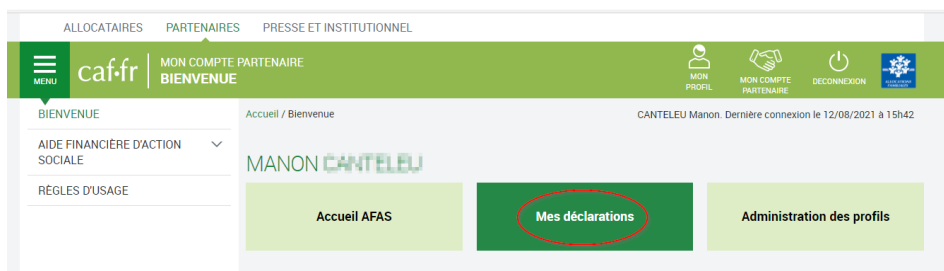 ALLOCATAIRES PARTENAIRES PRESSE ET INSTITUTIONNEL
MENU
caf·fr
MON COMPTE PARTENAIRE
BIENVENUE
MON
PROFIL
MON COMPTE
PARTENAIRE
DECONNEXION
ALLOCATIONS
FAMILIALES
BIENVENUE
AIDE FINANCIÈRE D'ACTION
SOCIALE
RÈGLES D'USAGE
Accueil / Bienvenue
CANTELEU Manon. Dernière connexion le 12/08/2021 à 15h42
MANON
Accueil AFAS
Mes déclarations
Administration des profils